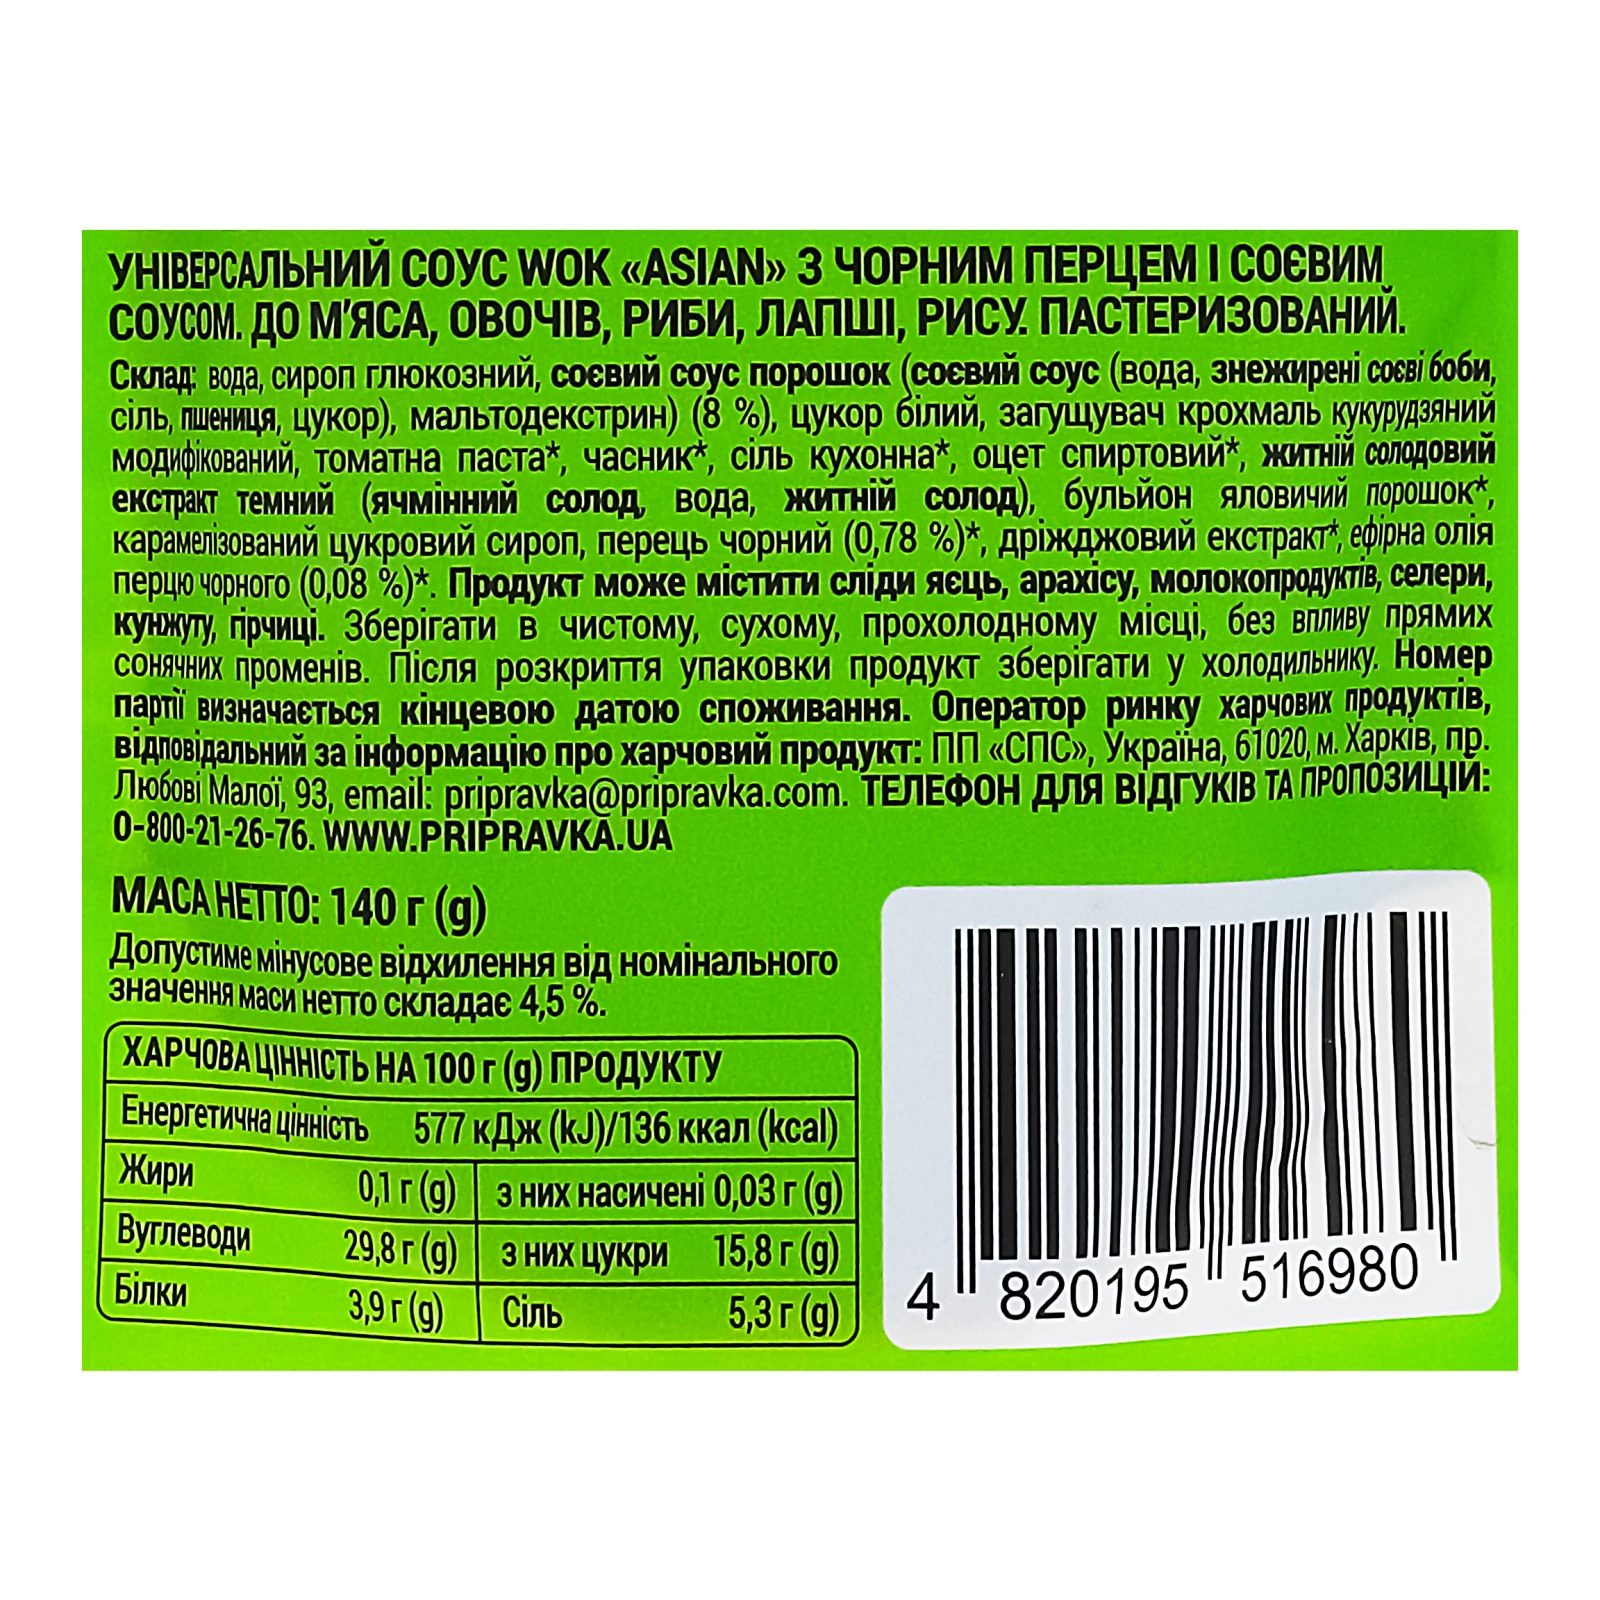 УНІВЕРСАЛЬНИЙ СОУС WOK «ASIAN» З ЧОРНИМ ПЕРЦЕМ І СОЄВИМ
СОУСОМ. ДО М'ЯСА, ОВОЧІВ, РИБИ, ЛАПШІ, РИСУ. ПАСТЕРИЗОВАНИЙ.
Склад: вода, сироп глюкозний, соєвий соус порошок (соєвий соус (вода, знежирені соєві боби,
сіль, пшениця, цукор), мальтодекстрин) (8 %), цукор білий, загущувач крохмаль кукурудзяний
модифікований, томатна паста*, часник*, сіль кухонна*, оцет спиртовий*, житній солодовий
екстракт темний (ячмінний солод, вода, житній солод), бульйон яловичий порошок*,
карамелізований цукровий сироп, перець чорний (0,78 %)*, дріжджовий екстракт*, ефірна олія
перцю чорного (0,08 %)*. Продукт може містити сліди яєць, арахісу, молокопродуктів, селери,
кунжуту, гірчиці. Зберігати в чистому, сухому, прохолодному місці, без впливу прямих
сонячних променів. Після розкриття упаковки продукт зберігати у холодильнику. Номер
партії визначається кінцевою датою споживання. Оператор ринку харчових продуктів,
відповідальний за інформацію про харчовий продукт: ПП «СПС», Україна, 61020, м. Харків, пр.
Любові Малої, 93, email: pripravka@pripravka.com. ТЕЛЕФОН ДЛЯ ВІДГУКІВ ТА ПРОПОЗИЦІЙ:
0-800-21-26-76. WWW.PRIPRAVKA.UA
МАСА НЕТТО: 140 г (g)
Допустиме мінусове відхилення від номінального
значення маси нетто складає 4,5 %.
ХАРЧОВА ЦІННІСТЬ НА 100 г (g) ПРОДУКТУ
Енергетична цінність 577 кДж (kJ)/136 ккал (kcal)
Жири 0,1 г (g) з них насичені 0,03 г (g)
Вуглеводи 29,8 г (g) з них цукри 15,8 г (g)
Білки 3,9 г (g) Сіль 5,3 г (g)
4 820195 516980